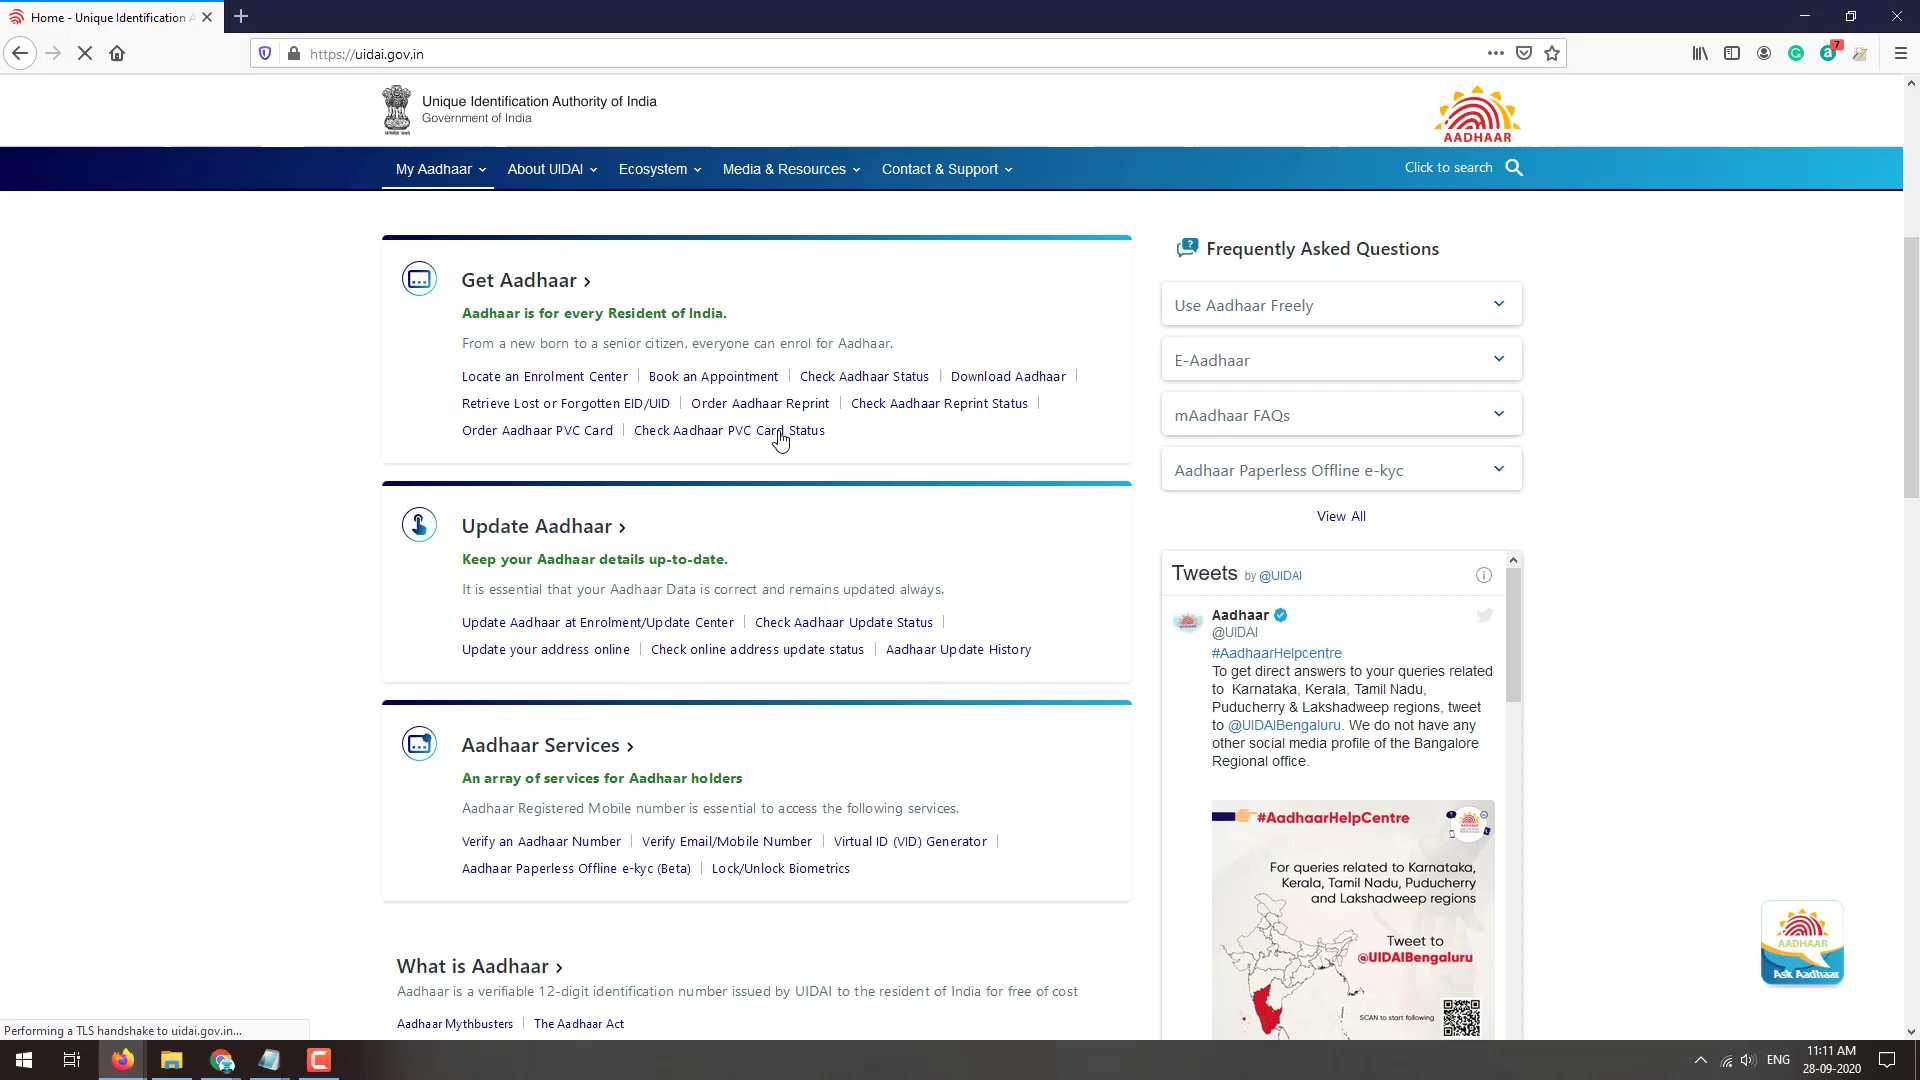 Home - Unique Identification A
https://uidai.gov.in
7
Unique Identification Authority of India
Government of India
AADHAAR
My Aadhaar
About UIDAI
Ecosystem
Media & Resources
Contact & Support
Click to search
Get Aadhaar
Aadhaar is for every Resident of India.
From a new born to a senior citizen, everyone can enrol for Aadhaar.
Locate an Enrolment Center | Book an Appointment | Check Aadhaar Status | Download Aadhaar |
Retrieve Lost or Forgotten EID/UID | Order Aadhaar Reprint | Check Aadhaar Reprint Status |
Order Aadhaar PVC Card | Check Aadhaar PVC Card Status
Update Aadhaar
Keep your Aadhaar details up-to-date.
It is essential that your Aadhaar Data is correct and remains updated always.
Update Aadhaar at Enrolment/Update Center | Check Aadhaar Update Status |
Update your address online | Check online address update status | Aadhaar Update History
Aadhaar Services
An array of services for Aadhaar holders
Aadhaar Registered Mobile number is essential to access the following services.
Verify an Aadhaar Number | Verify Email/Mobile Number | Virtual ID (VID) Generator |
Aadhaar Paperless Offline e-kyc (Beta) | Lock/Unlock Biometrics
What is Aadhaar
Aadhaar is a verifiable 12-digit identification number issued by UIDAI to the resident of India for free of cost
Aadhaar Mythbusters | The Aadhaar Act
Frequently Asked Questions
Use Aadhaar Freely
E-Aadhaar
mAadhaar FAQs
Aadhaar Paperless Offline e-kyc
View All
Tweets by @UIDAI
Aadhaar
@UIDAI
#AadhaarHelpcentre
To get direct answers to your queries related
to Karnataka, Kerala, Tamil Nadu,
Puducherry & Lakshadweep regions, tweet
to @UIDAIBengaluru. We do not have any
other social media profile of the Bangalore
Regional office.
#AadhaarHelpCentre
For queries related to Karnataka,
Kerala, Tamil Nadu, Puducherry
and Lakshadweep regions
Tweet to
@UIDAIBengaluru
SCAN to start following
AADHAAR
Ask Aadhaar
Performing a TLS handshake to uidai.gov.in...
ENG
11:11 AM
28-09-2020